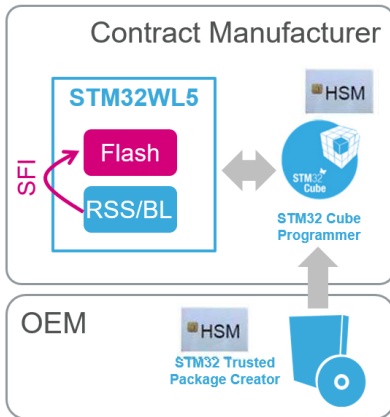 Contract Manufacturer
STM32WL5
HSM
Flash
SFI
RSS/BL
STM32
Cube
STM32 Cube
Programmer
OEM
HSM
STM32 Trusted
Package Creator